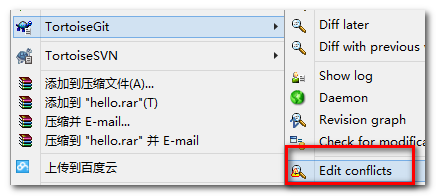 TortoiseGit
TortoiseSVN
添加到压缩文件(A)...
添加到 "hello.rar"(T)
压缩并 E-mail...
压缩到 "hello.rar" 并 E-mail
上传到百度云
Diff later
Diff with previous
Show log
Daemon
Revision graph
Check for modifica
Edit conflicts